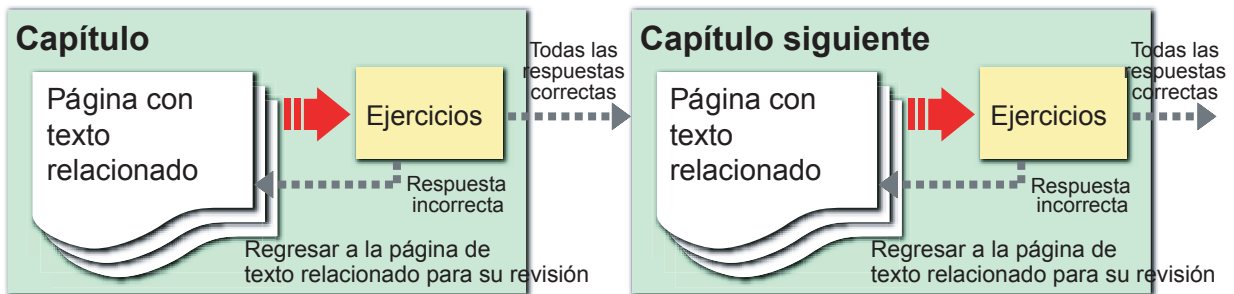 Capítulo
Página con
texto
relacionado
Ejercicios
Todas las
respuestas
correctas
Respuesta
incorrecta
Regresar a la página de
texto relacionado para su revisión
Capítulo siguiente
Página con
texto
relacionado
Ejercicios
Todas las
respuestas
correctas
Respuesta
incorrecta
Regresar a la página de
texto relacionado para su revisión